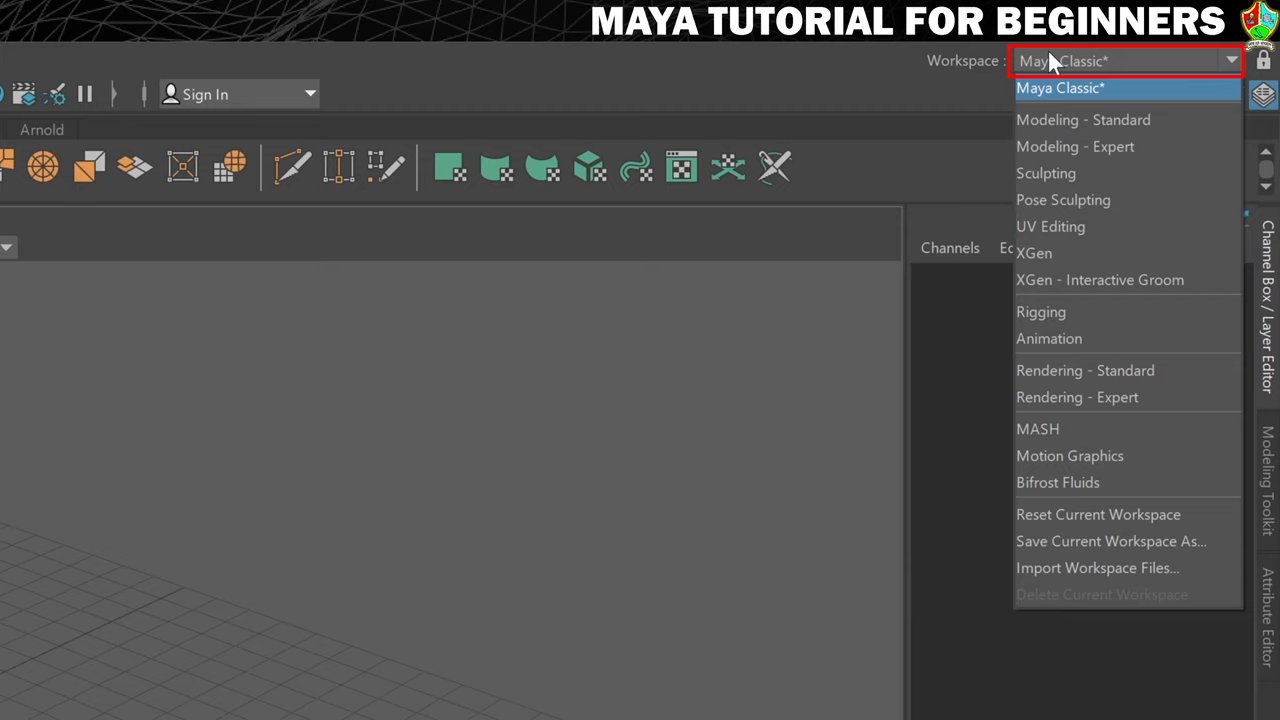 MAYA TUTORIAL FOR BEGINNERS
Workspace : Maya Classic*
Sign In
Maya Classic*
Arnold
Modeling - Standard
Modeling - Expert
Sculpting
Pose Sculpting
UV Editing
Channels
XGen
XGen - Interactive Groom
Rigging
Animation
Rendering - Standard
Rendering - Expert
MASH
Motion Graphics
Bifrost Fluids
Reset Current Workspace
Save Current Workspace As...
Import Workspace Files...
Delete Current Workspace
Channel Box / Layer Editor
Modeling Toolkit
Attribute Editor